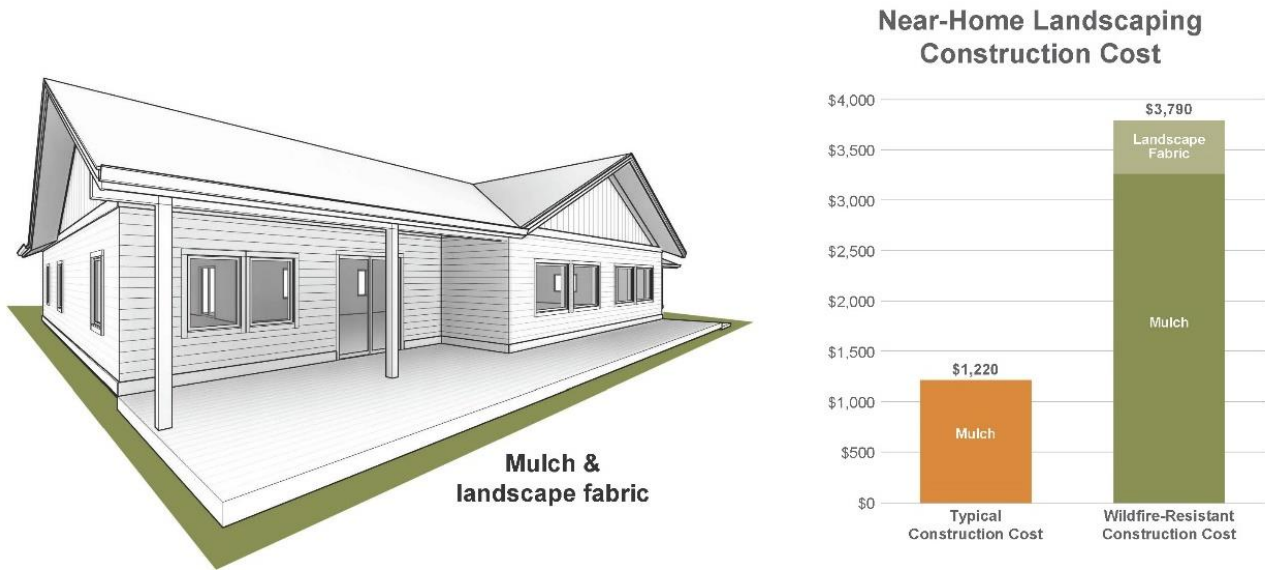 Mulch &
landscape fabric
Near-Home Landscaping
Construction Cost
$4,000
$3,500
$3,000
$2,500
$2,000
$1,500
$1,000
$500
$0
$1,220
Mulch
$3,790
Landscape
Fabric
Mulch
Typical
Construction Cost
Wildfire-Resistant
Construction Cost